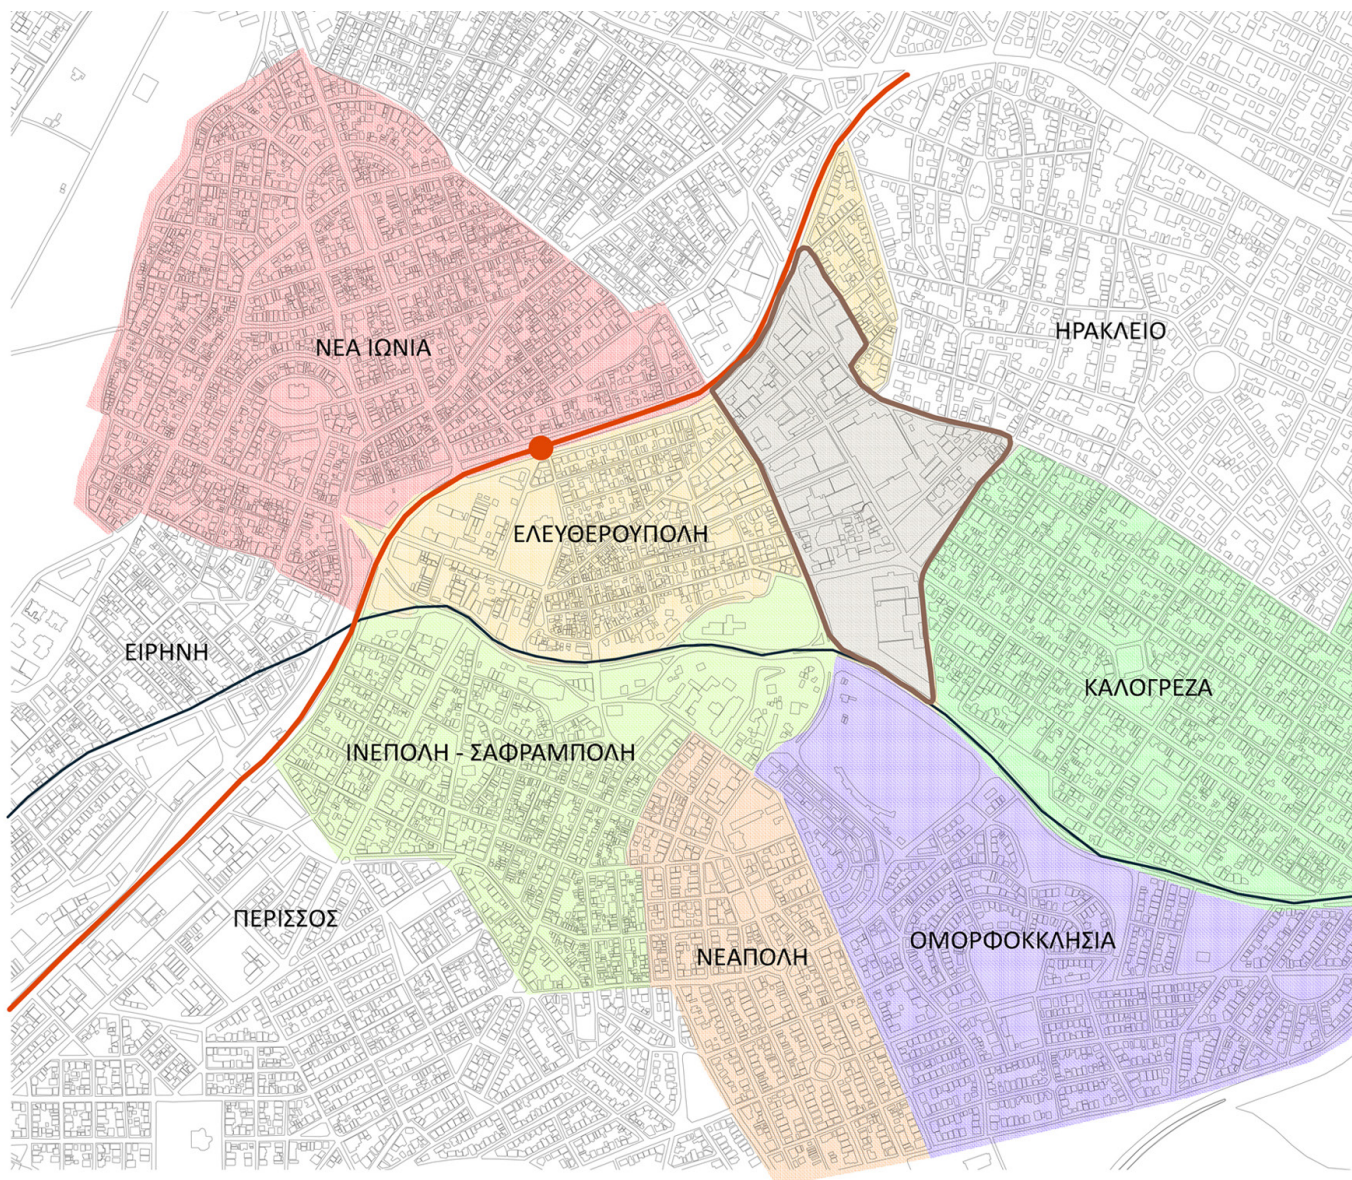 ΗΡΑΚΛΕΙΟ
ΝΕΑ ΙΩΝΙΑ
ΕΛΕΥΘΕΡΟΥΠΟΛΗ
ΕΙΡΗΝΗ
ΚΑΛΟΓΡΕΖΑ
ΙΝΕΠΟΛΗ - ΣΑΦΡΑΜΠΟΛΗ
ΠΕΡΙΣΣΟΣ
ΟΜΟΡΦΟΚΚΛΗΣΙΑ
ΝΕΑΠΟΛΗ